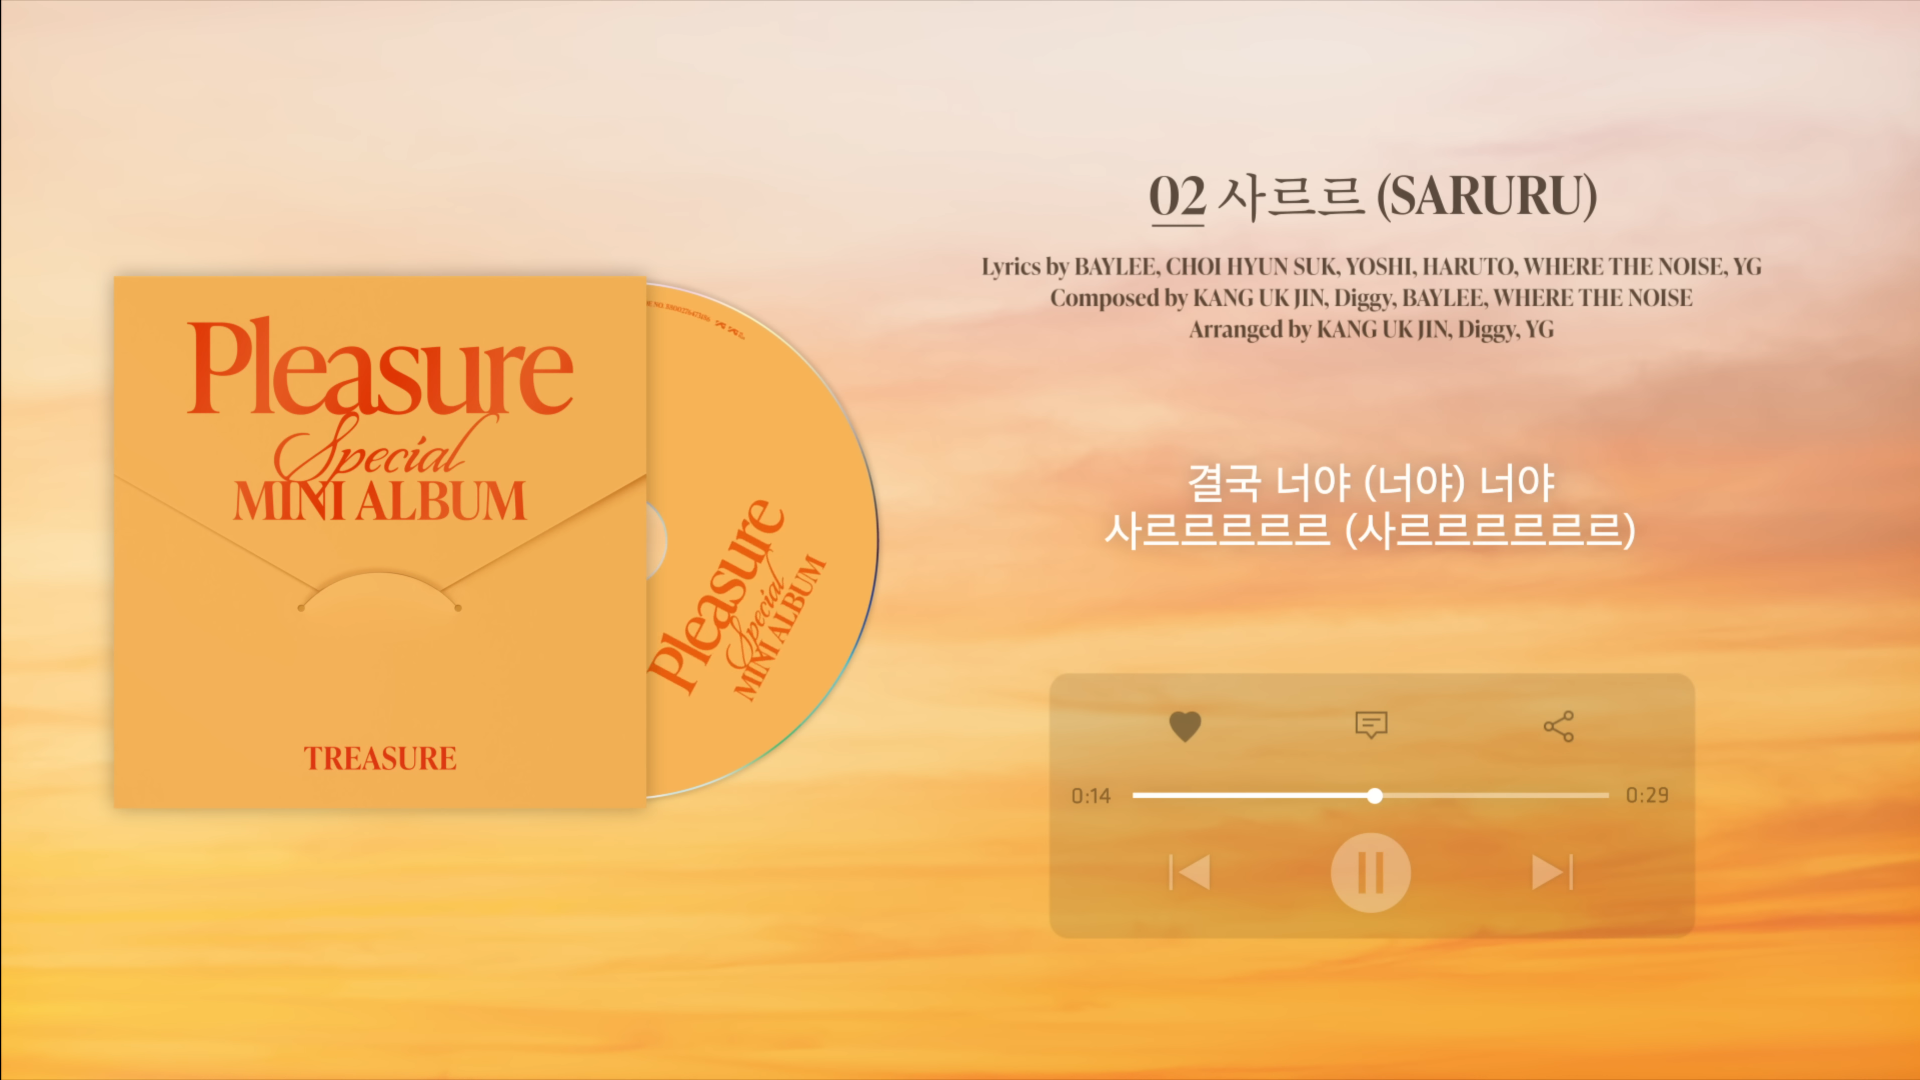 Pleasure
Special
MINI ALBUM
TREASURE
Pleasure
Special
MINI ALBUM
02 사르르 (SARURU)
Lyrics by BAYLEE, CHOI HYUN SUK, YOSHI, HARUTO, WHERE THE NOISE, YG
Composed by KANG UK JIN, Diggy, BAYLEE, WHERE THE NOISE
Arranged by KANG UK JIN, Diggy, YG
결국 너야 (너야) 너야
사르르르르르 (사르르르르르르)
0:14
0:29